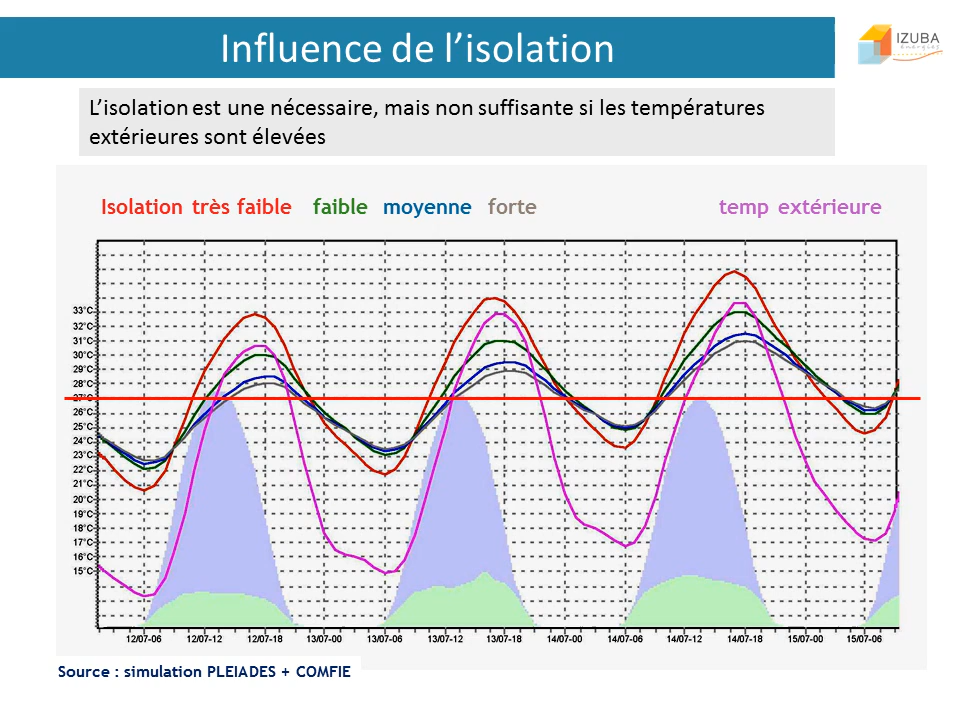 Influence de l’isolation
IZUBA
énergies
L’isolation est une nécessaire, mais non suffisante si les températures
extérieures sont élevées
Isolation très faible faible moyenne forte temp extérieure
33°C
32°C
31°C
30°C
29°C
28°C
27°C
26°C
25°C
24°C
23°C
22°C
21°C
20°C
19°C
18°C
17°C
16°C
15°C
12/07-06 12/07-12 12/07-18 13/07-00 13/07-06 13/07-12 13/07-18 14/07-00 14/07-06 14/07-12 14/07-18 15/07-00 15/07-06
Source : simulation PLEIADES + COMFIE